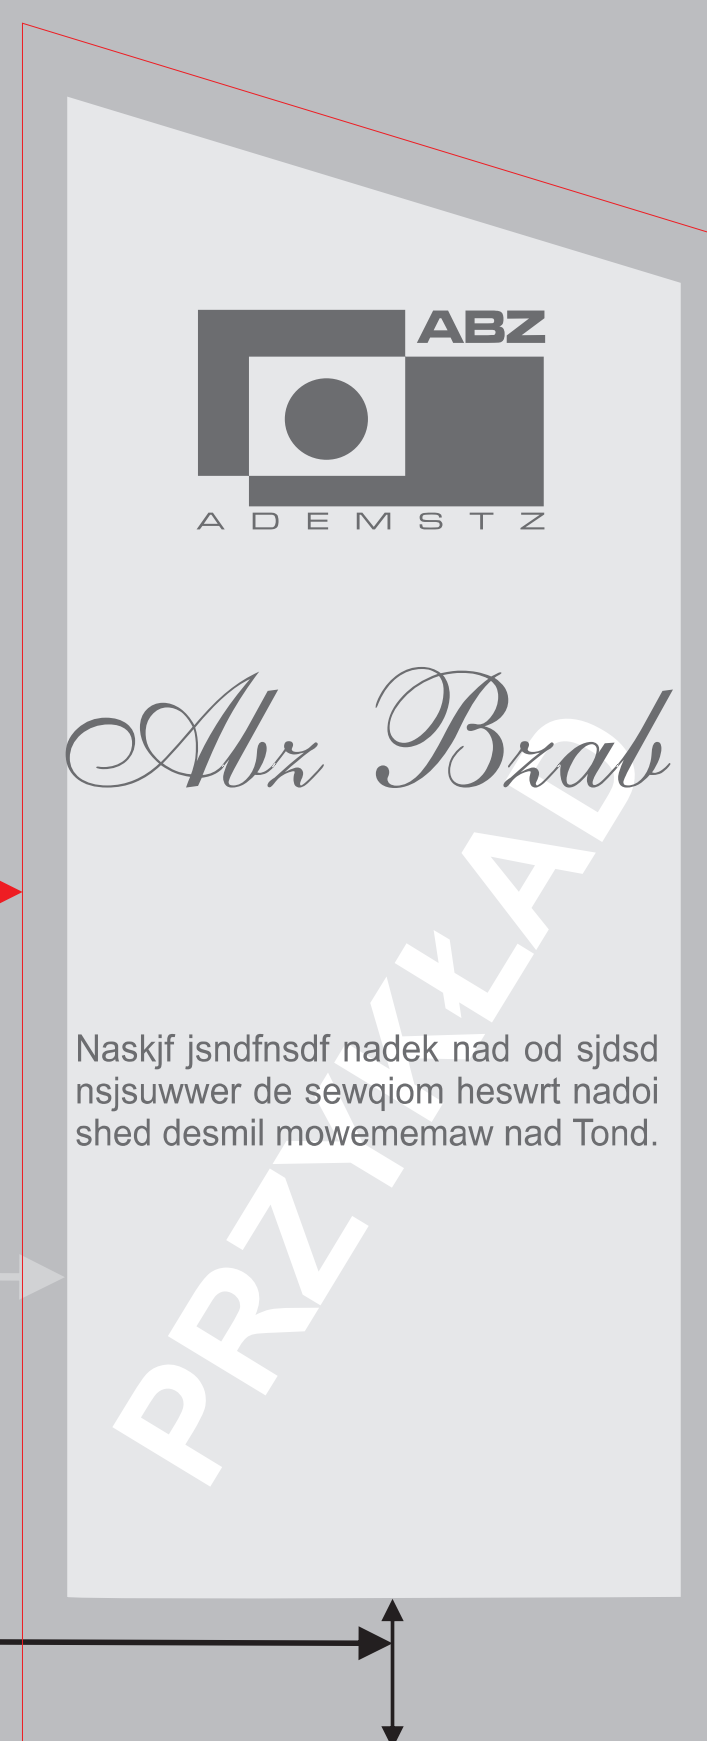 ABZ
ADEMSTZ
Abz Bzab
PRZYKŁAD
Naskjf jsndfnsdf nadek nad od sjdsd
nsjsuwwer de sewqiom heswrt nadoi
shed desmil mowememaw nad Tond.